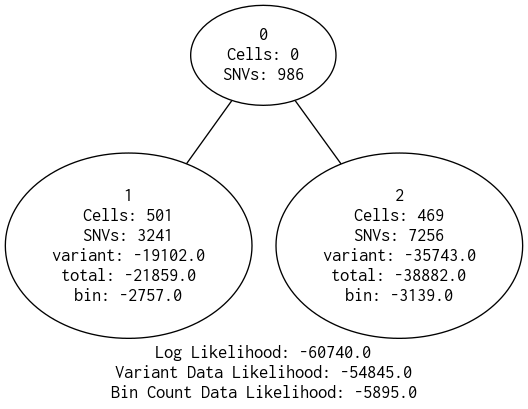 0
Cells: 0
SNVs: 986
1
Cells: 501
SNVs: 3241
variant: -19102.0
total: -21859.0
bin: -2757.0
2
Cells: 469
SNVs: 7256
variant: -35743.0
total: -38882.0
bin: -3139.0
Log Likelihood: -60740.0
Variant Data Likelihood: -54845.0
Bin Count Data Likelihood: -5895.0